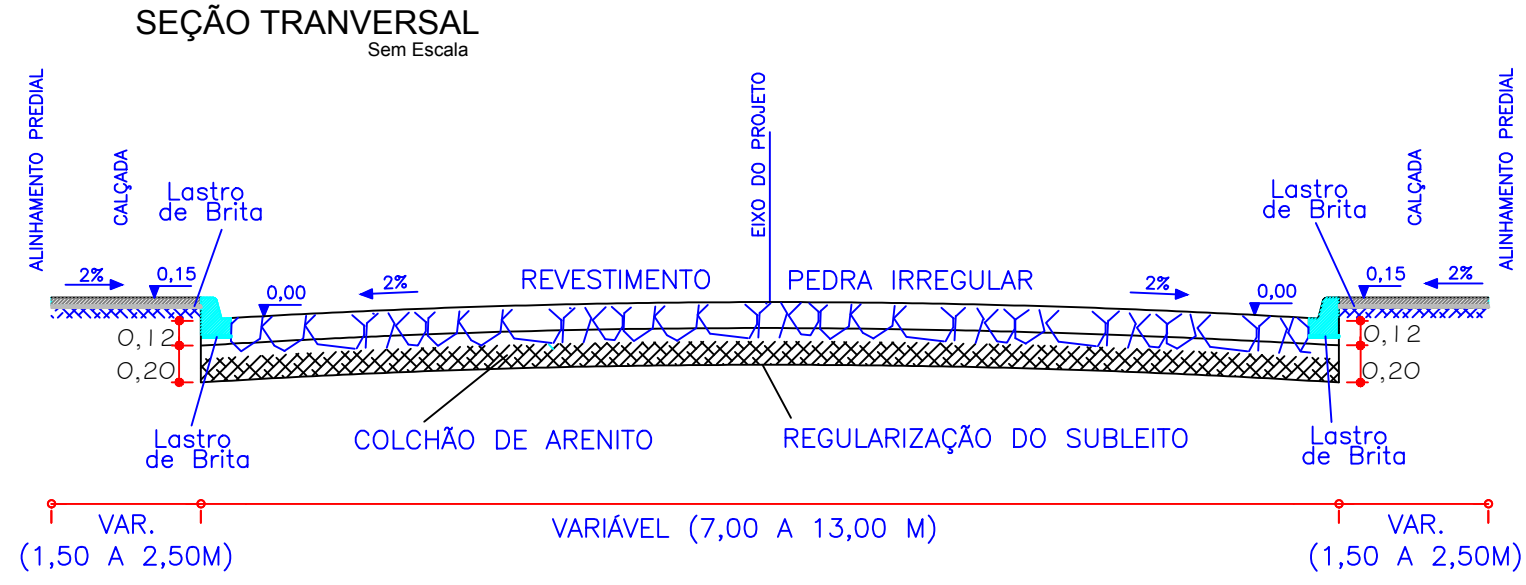 SEÇÃO TRANVERSAL
Sem Escala
ALINHAMENTO PREDIAL
CALÇADA
Lastro
de Brita
EIXO DO PROJETO
Lastro
de Brita
CALÇADA
ALINHAMENTO PREDIAL
2%
0,15
0,00
2%
REVESTIMENTO PEDRA IRREGULAR
2%
0,00
0,15
2%
0,12
0,20
0,12
0,20
Lastro
de Brita
COLCHÃO DE ARENITO
REGULARIZAÇÃO DO SUBLEITO
Lastro
de Brita
VAR.
(1,50 A 2,50M)
VARIÁVEL (7,00 A 13,00 M)
VAR.
(1,50 A 2,50M)